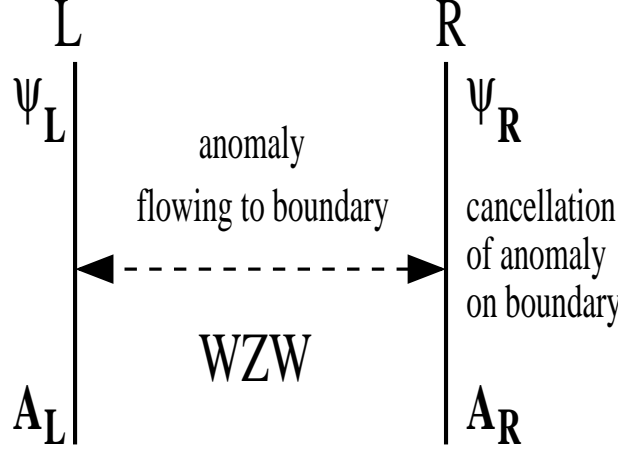 L R
ψL ψR
anomaly
flowing to boundary
cancellation
of anomaly
on boundary
WZW
AL AR